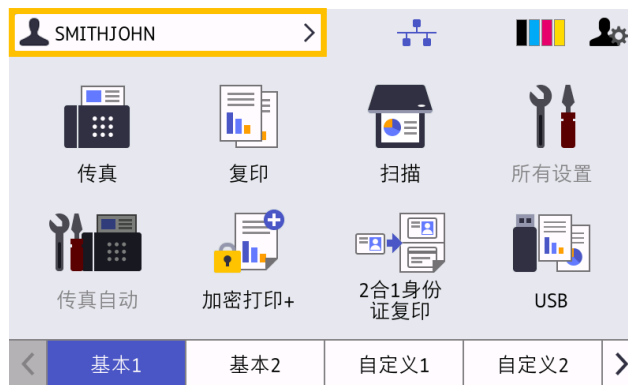 SMITHJOHN
传真
复印
扫描
所有设置
传真自动
加密打印+
2合1身份
证复印
USB
基本1
基本2
自定义1
自定义2